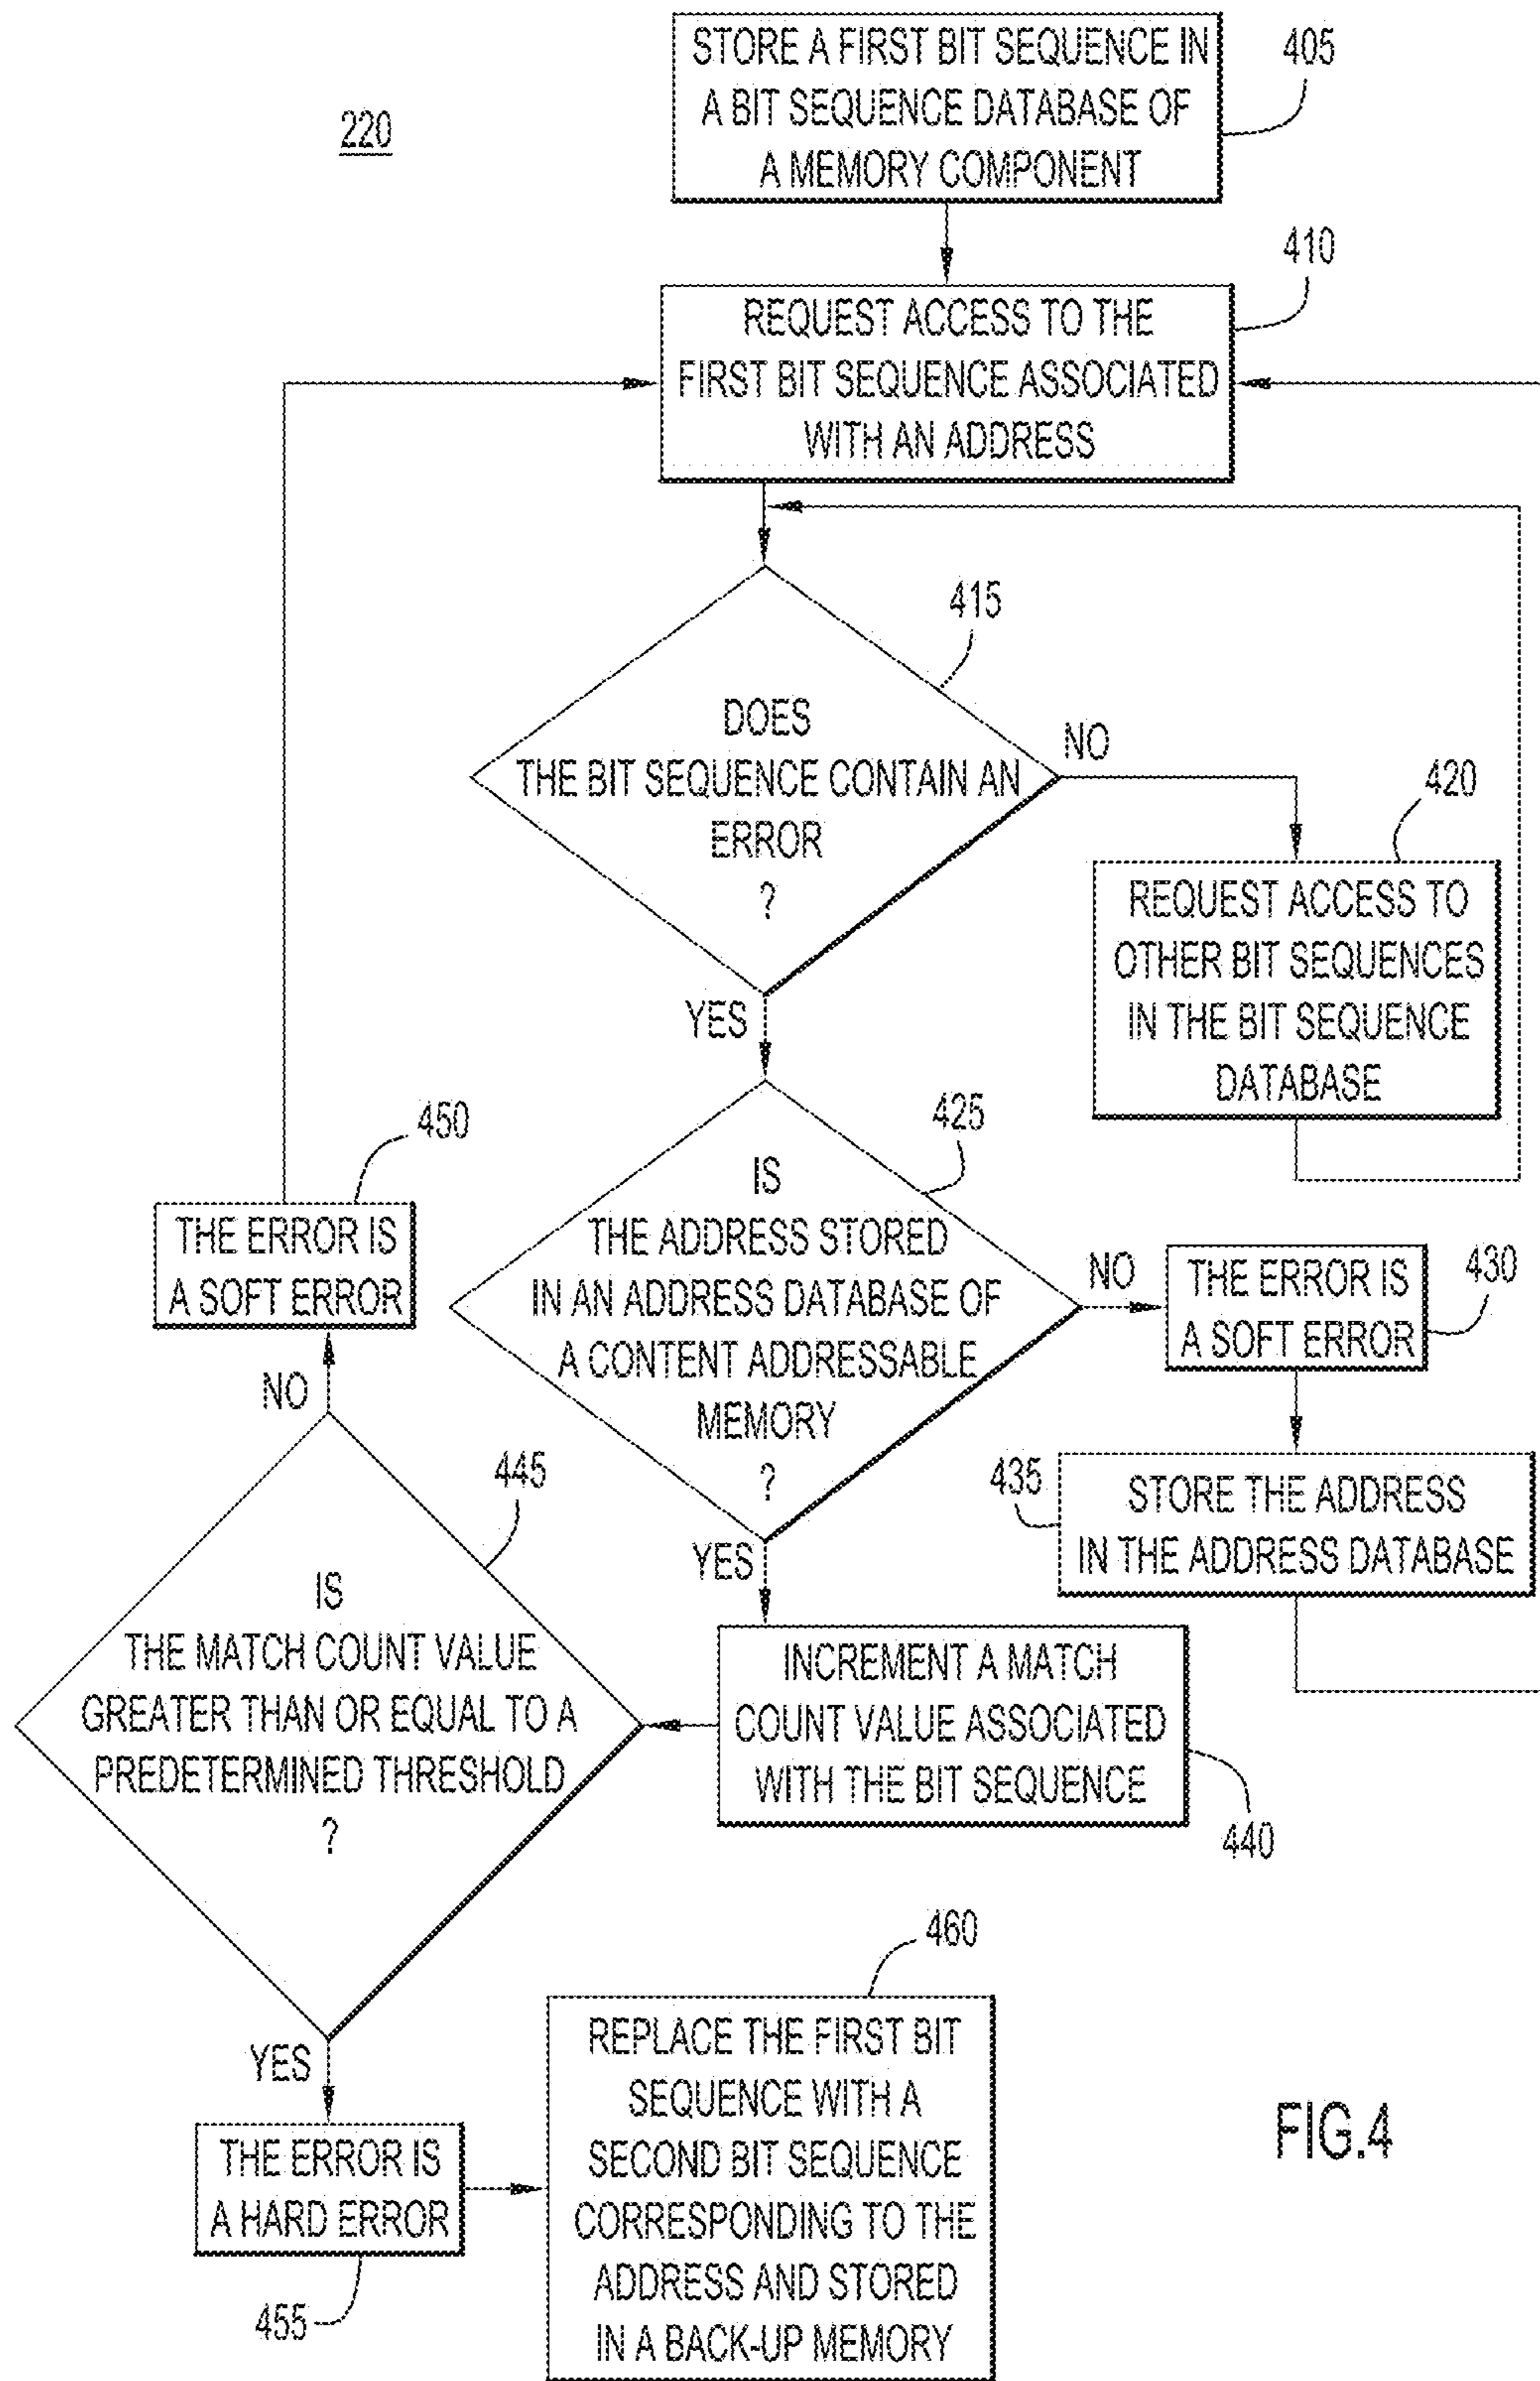 220
STORE A FIRST BIT SEQUENCE IN
A BIT SEQUENCE DATABASE OF
A MEMORY COMPONENT
405
REQUEST ACCESS TO THE
FIRST BIT SEQUENCE ASSOCIATED
WITH AN ADDRESS
410
DOES
THE BIT SEQUENCE CONTAIN AN
ERROR
?
415
NO
YES
REQUEST ACCESS TO
OTHER BIT SEQUENCES
IN THE BIT SEQUENCE
DATABASE
420
IS
THE ADDRESS STORED
IN AN ADDRESS DATABASE OF
A CONTENT ADDRESSABLE
MEMORY
?
425
NO
YES
THE ERROR IS
A SOFT ERROR
430
STORE THE ADDRESS
IN THE ADDRESS DATABASE
435
INCREMENT A MATCH
COUNT VALUE ASSOCIATED
WITH THE BIT SEQUENCE
440
IS
THE MATCH COUNT VALUE
GREATER THAN OR EQUAL TO A
PREDETERMINED THRESHOLD
?
445
NO
YES
THE ERROR IS
A SOFT ERROR
450
THE ERROR IS
A HARD ERROR
455
REPLACE THE FIRST BIT
SEQUENCE WITH A
SECOND BIT SEQUENCE
CORRESPONDING TO THE
ADDRESS AND STORED
IN A BACK-UP MEMORY
460
FIG.4